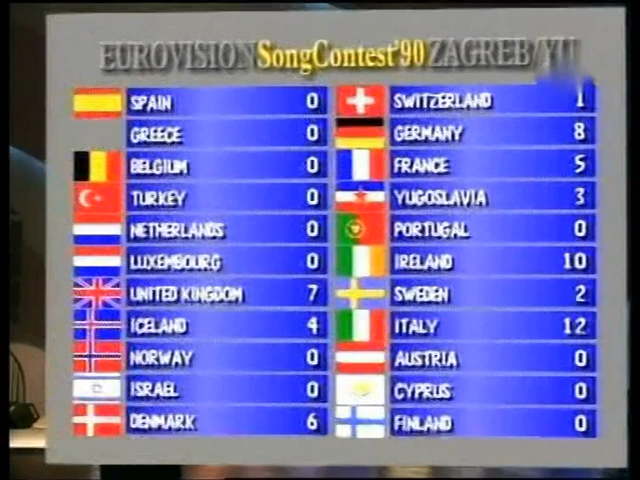 EUROVISION SongContest'90 ZAGREB/YU
SPAIN 0
GREECE 0
BELGIUM 0
TURKEY 0
NETHERLANDS 0
LUXEMBOURG 0
UNITED KINGDOM 7
ICELAND 4
NORWAY 0
ISRAEL 0
DENMARK 6
SWITZERLAND 1
GERMANY 8
FRANCE 5
YUGOSLAVIA 3
PORTUGAL 0
IRELAND 10
SWEDEN 2
ITALY 12
AUSTRIA 0
CYPRUS 0
FINLAND 0